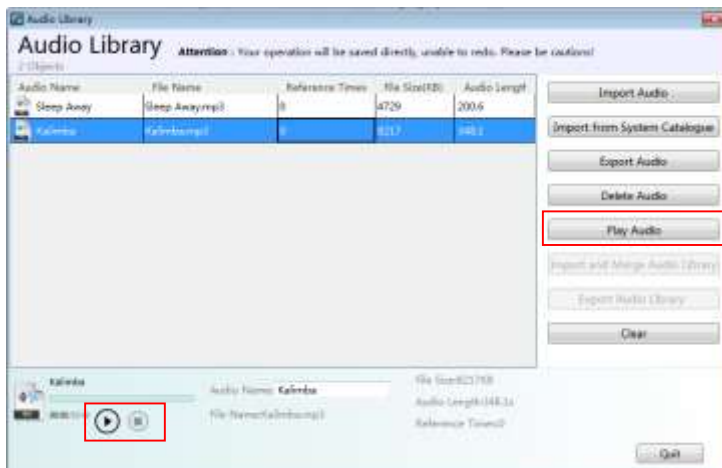 Audio Library
Audio Library Attention : Your operation will be saved directly, unable to redo. Please be cautions!
2 Objects
Audio Name File Name Reference Times File Size(KB) Audio Length
Sleep Away Sleep Away.mp3 0 4729 200.6
Kalimba Kalimba.mp3 0 8217 348.1
Import Audio
Import from System Catalogue
Export Audio
Delete Audio
Play Audio
Import and Merge Audio Library
Export Audio Library
Clear
Kalimba
Audio Name: Kalimba
File Name:Kalimba.mp3
File Size:8217KB
Audio Length:348.1s
Reference Times:0
Quit